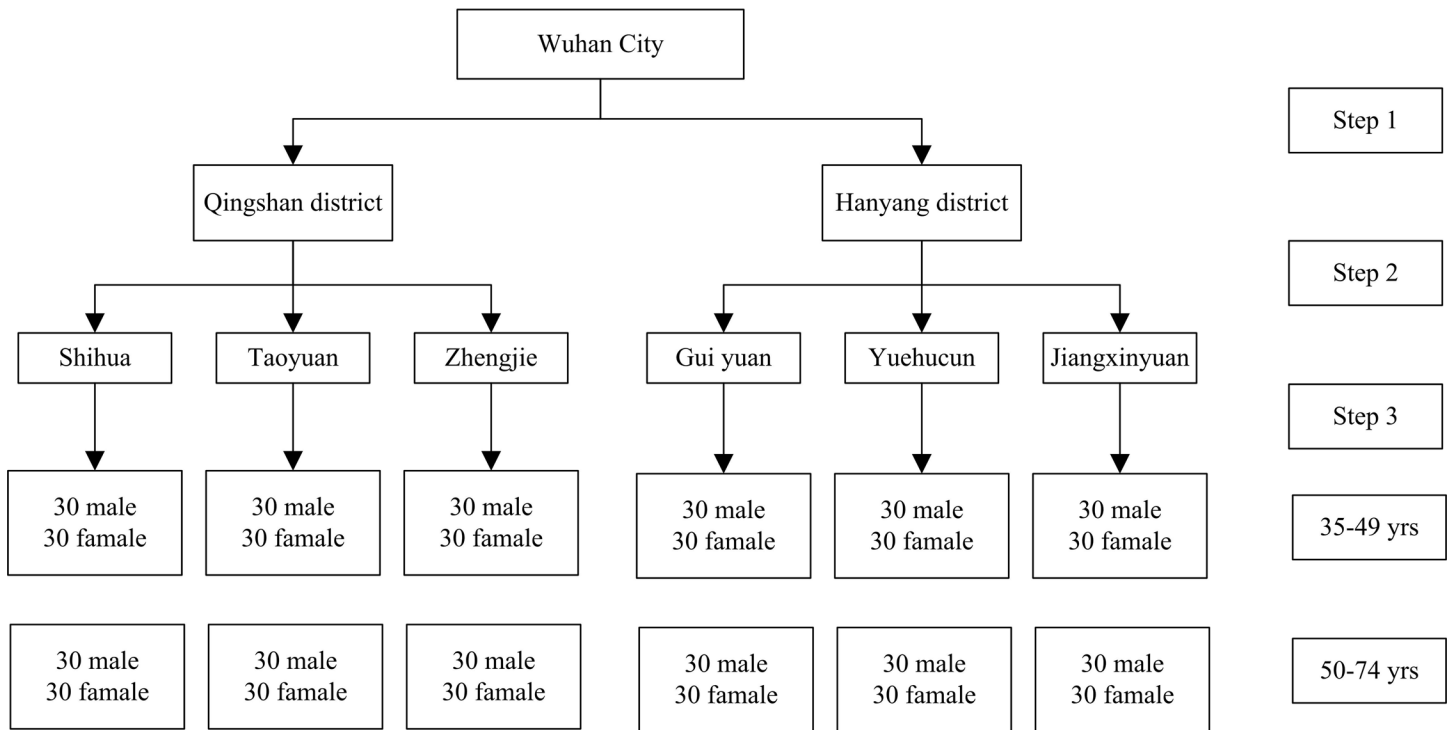 Wuhan City
Step 1
Qingshan district
Hanyang district
Step 2
Shihua
Taoyuan
Zhengjie
Gui yuan
Yuehucun
Jiangxinyuan
Step 3
30 male
30 famale
30 male
30 famale
30 male
30 famale
30 male
30 famale
30 male
30 famale
30 male
30 famale
35-49 yrs
30 male
30 famale
30 male
30 famale
30 male
30 famale
30 male
30 famale
30 male
30 famale
30 male
30 famale
50-74 yrs